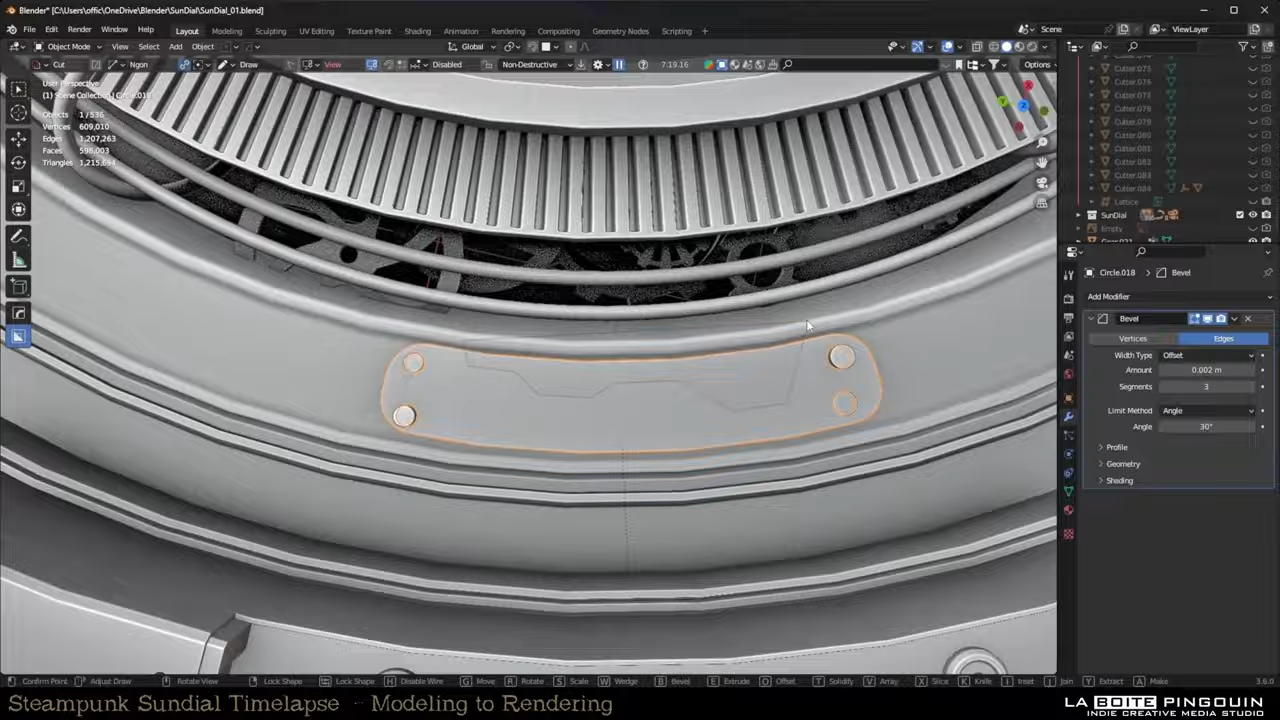 Blender* [C:\Users\offic\OneDrive\Blender\SunDial\SunDial_01.blend]
File Edit Render Window Help Layout Modeling Sculpting UV Editing Texture Paint Shading Animation Rendering Compositing Geometry Nodes Scripting + Scene ViewLayer
Object Mode View Select Add Object Global
Cut Ngon Draw View Disabled Non-Destructive 7:19.16 Options
User Perspective
(1) Scene Collection | Circle.018
Objects 1/536
Vertices 609,010
Edges 1,207,263
Faces 598,003
Triangles 1,215,694
Cutter.075
Cutter.076
Cutter.078
Cutter.079
Cutter.080
Cutter.081
Cutter.082
Cutter.083
Cutter.084
Lattice
SunDial
Empty
Circle.018 > Bevel
Add Modifier
Bevel
Vertices Edges
Width Type Offset
Amount 0.002 m
Segments 3
Limit Method Angle
Angle 30°
Profile
Geometry
Shading
Confirm Point Adjust Draw Rotate View Lock Shape Lock Shape H Disable Wire G Move R Rotate S Scale W Wedge B Bevel E Extrude O Offset T Solidify V Array X Slice K Knife I Inset J Join Y Extract A Make 3.6.0
Steampunk Sundial Timelapse - Modeling to Rendering
LA BOITE PINGOUIN
INDIE CREATIVE MEDIA STUDIO